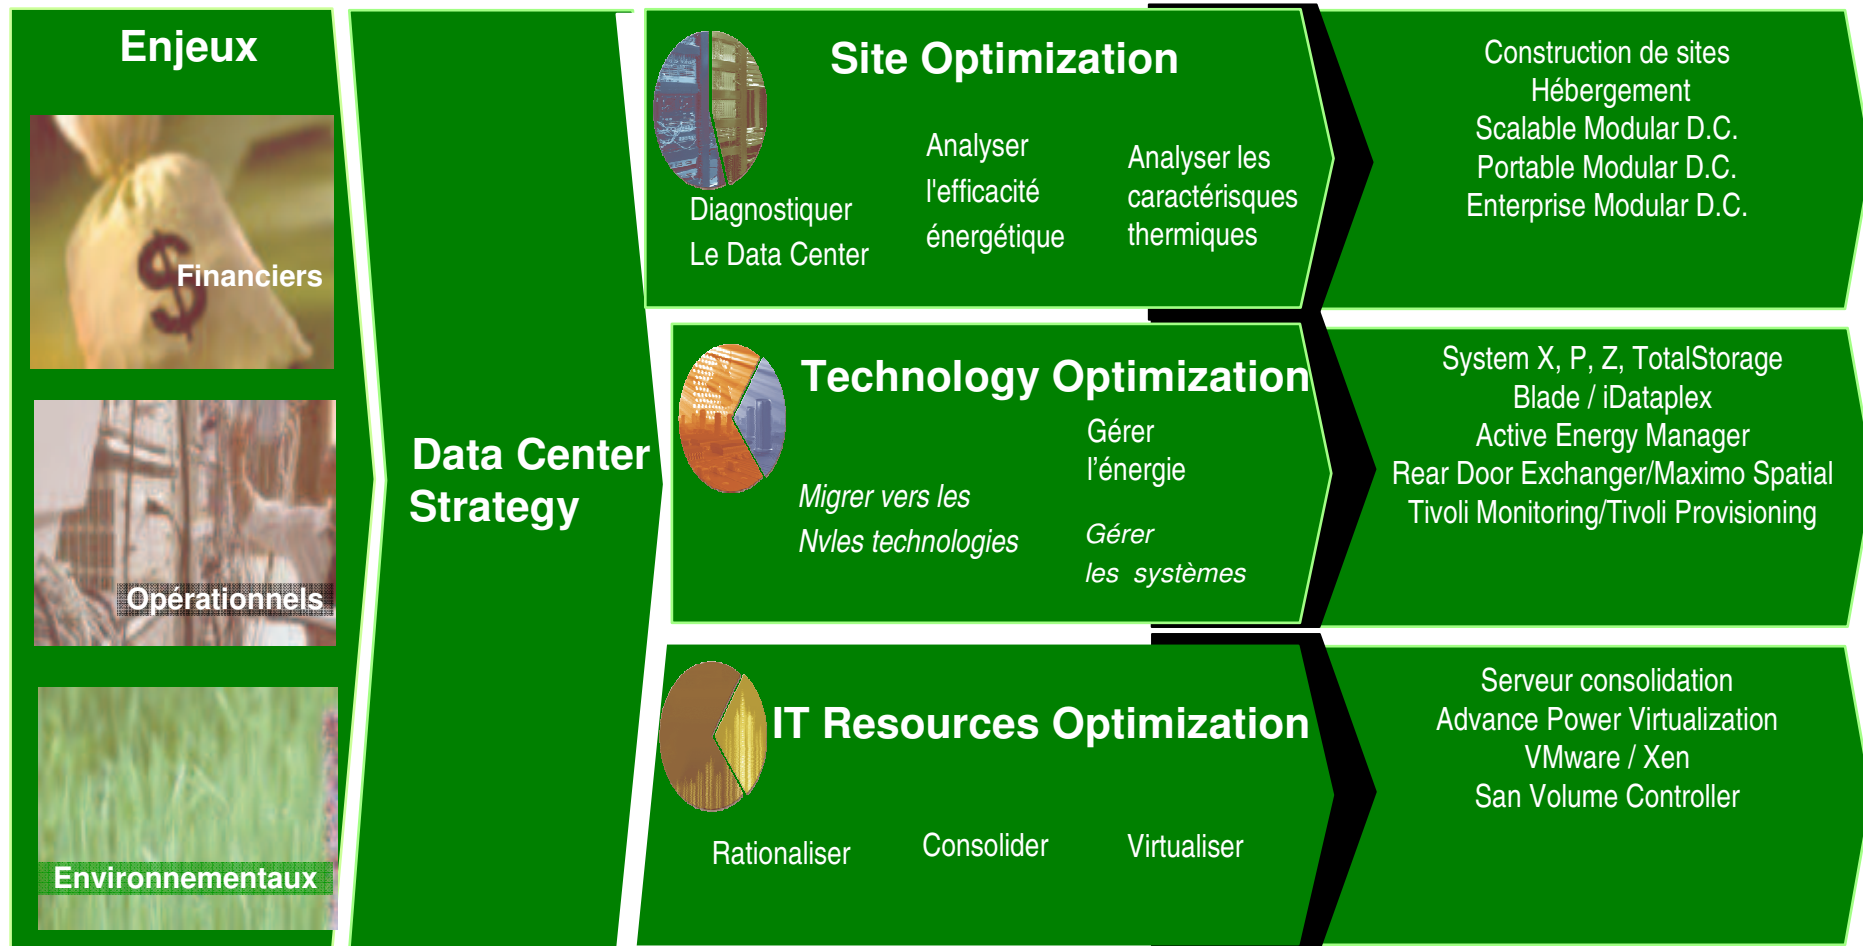 Enjeux
Financiers
Opérationnels
Environnementaux
Data Center
Strategy
Site Optimization
Diagnostiquer
Le Data Center
Analyser
l'efficacité
énergétique
Analyser les
caractérisques
thermiques
Construction de sites
Hébergement
Scalable Modular D.C.
Portable Modular D.C.
Enterprise Modular D.C.
Technology Optimization
Migrer vers les
Nvles technologies
Gérer
l’énergie
Gérer
les systèmes
System X, P, Z, TotalStorage
Blade / iDataplex
Active Energy Manager
Rear Door Exchanger/Maximo Spatial
Tivoli Monitoring/Tivoli Provisioning
IT Resources Optimization
Rationaliser
Consolider
Virtualiser
Serveur consolidation
Advance Power Virtualization
VMware / Xen
San Volume Controller